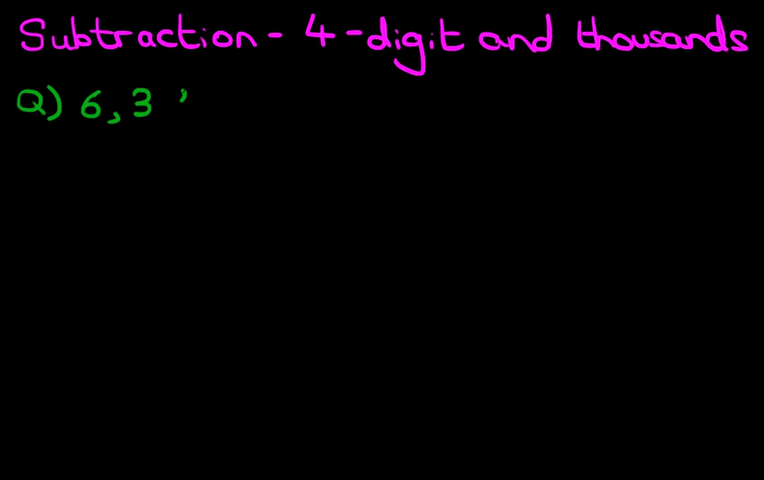 Subtraction - 4-digit and thousands
Q) 6,3